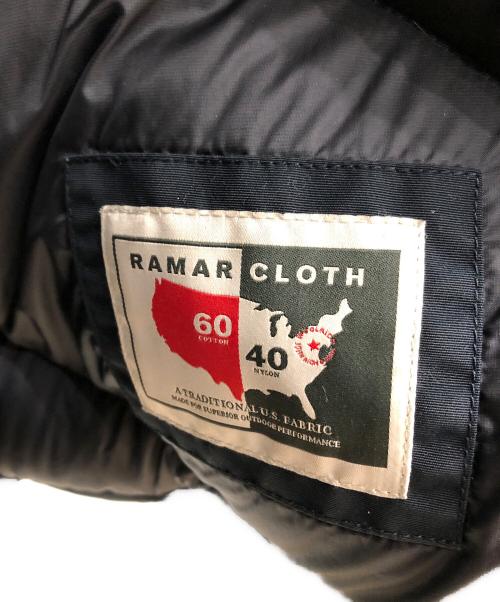 RAMAR CLOTH
60
COTTON
40
NYLON
A TRADITIONAL U.S. FABRIC
MADE FOR SUPERIOR OUTDOOR PERFORMANCE